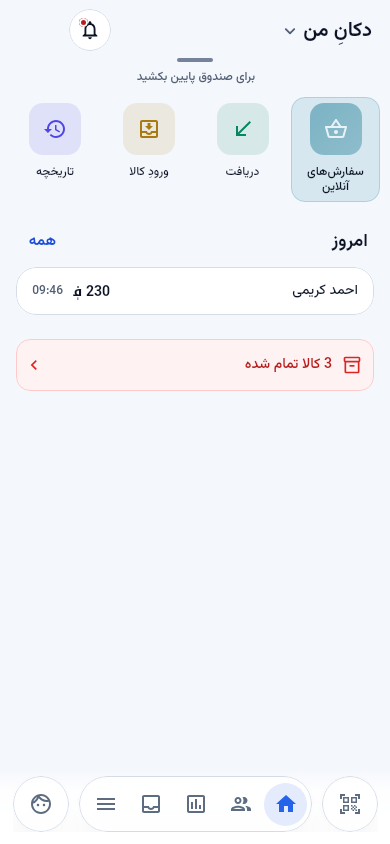 دکانِ من
برای صندوق پایین بکشید
سفارش‌های
آنلاین
دریافت
ورودِ کالا
تاریخچه
امروز
همه
احمد کریمی
230 ؋
09:46
3 کالا تمام شده